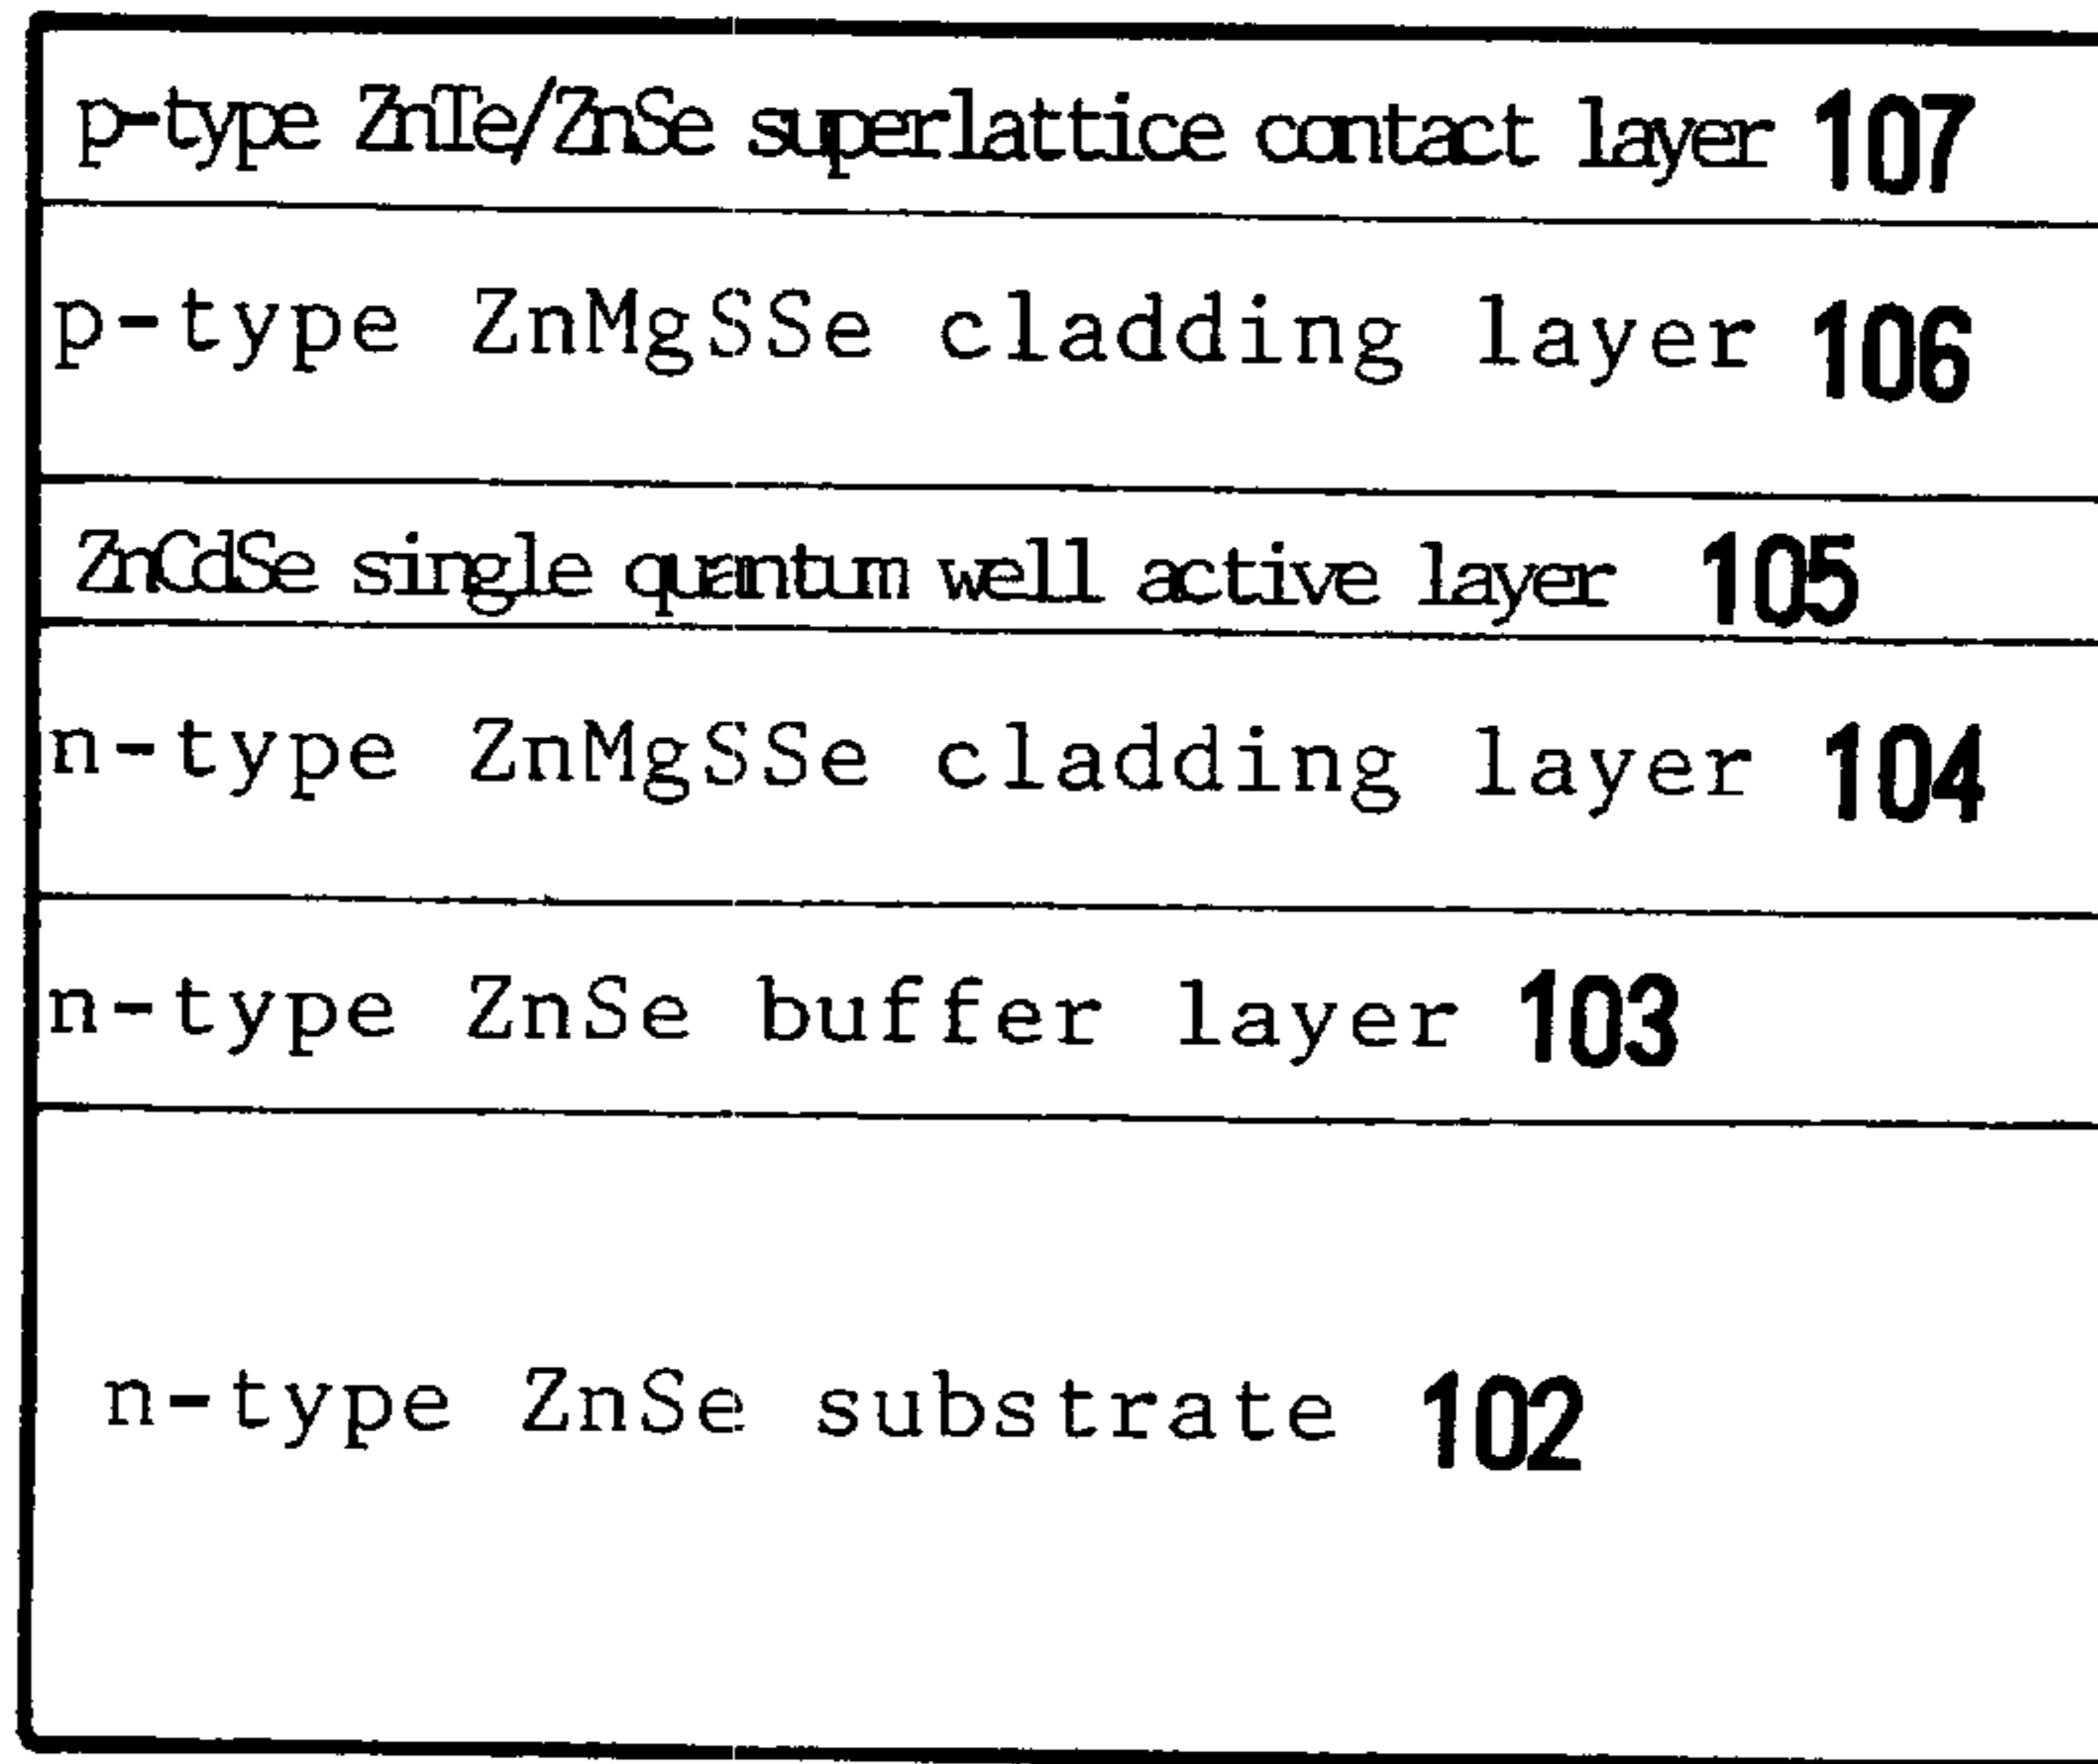 p-type ZnTe/ZnSe superlattice contact layer 107
p-type ZnMgSSe cladding layer 106
ZnCdSe single quantum well active layer 105
n-type ZnMgSSe cladding layer 104
n-type ZnSe buffer layer 103
n-type ZnSe substrate 102